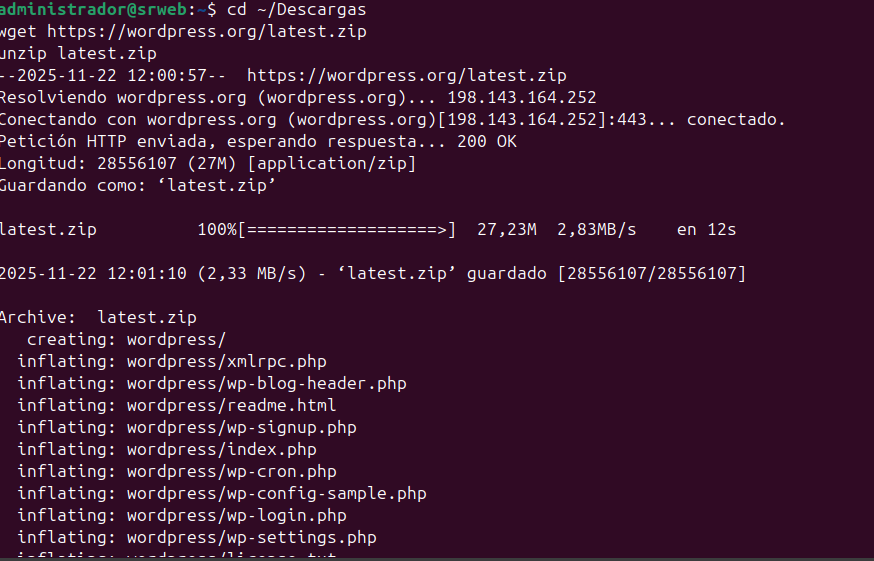 administrador@srweb:~$ cd ~/Descargas
wget https://wordpress.org/latest.zip
unzip latest.zip
--2025-11-22 12:00:57--  https://wordpress.org/latest.zip
Resolviendo wordpress.org (wordpress.org)... 198.143.164.252
Conectando con wordpress.org (wordpress.org)[198.143.164.252]:443... conectado.
Petición HTTP enviada, esperando respuesta... 200 OK
Longitud: 28556107 (27M) [application/zip]
Guardando como: ‘latest.zip’
latest.zip          100%[===================>]  27,23M  2,83MB/s    en 12s
2025-11-22 12:01:10 (2,33 MB/s) - ‘latest.zip’ guardado [28556107/28556107]
Archive:  latest.zip
   creating: wordpress/
  inflating: wordpress/xmlrpc.php
  inflating: wordpress/wp-blog-header.php
  inflating: wordpress/readme.html
  inflating: wordpress/wp-signup.php
  inflating: wordpress/index.php
  inflating: wordpress/wp-cron.php
  inflating: wordpress/wp-config-sample.php
  inflating: wordpress/wp-login.php
  inflating: wordpress/wp-settings.php
  inflating: wordpress/license.txt